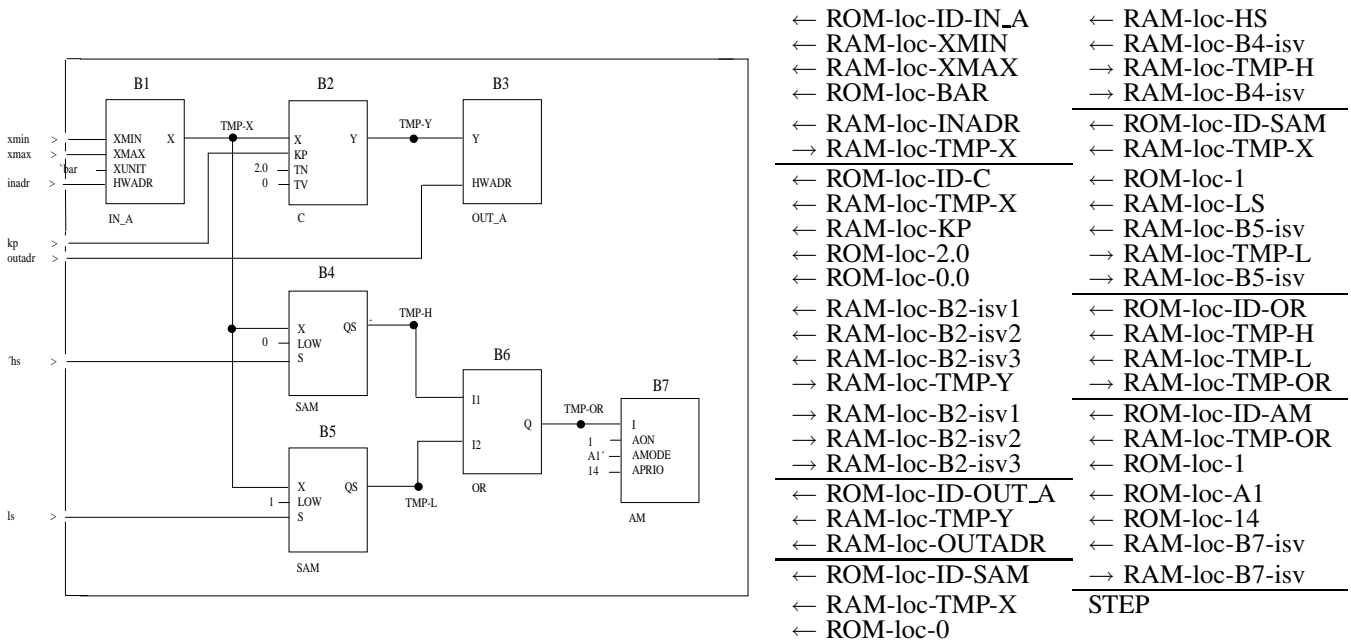 B1
B2
B3
xmin >
xmax >
`bar
inadr >
XMIN X
XMAX
XUNIT
HWADR
TMP-X
2.0
0
X Y
KP
TN
TV
TMP-Y
Y
HWADR
IN_A
C
OUT_A
kp >
outadr >
B4
X QS
LOW
S
0
TMP-H
´hs >
SAM
B5
X QS
LOW
S
1
TMP-L
ls >
SAM
B6
I1
Q
I2
OR
TMP-OR
B7
I
AON
AMODE
APRIO
1
A1´
14
AM
← ROM-loc-ID-IN_A
← RAM-loc-XMIN
← RAM-loc-XMAX
← ROM-loc-BAR
← RAM-loc-INADR
→ RAM-loc-TMP-X
← ROM-loc-ID-C
← RAM-loc-TMP-X
← RAM-loc-KP
← ROM-loc-2.0
← ROM-loc-0.0
← RAM-loc-B2-isv1
← RAM-loc-B2-isv2
← RAM-loc-B2-isv3
→ RAM-loc-TMP-Y
→ RAM-loc-B2-isv1
→ RAM-loc-B2-isv2
→ RAM-loc-B2-isv3
← ROM-loc-ID-OUT_A
← RAM-loc-TMP-Y
← RAM-loc-OUTADR
← ROM-loc-ID-SAM
← RAM-loc-TMP-X
← ROM-loc-0
← RAM-loc-HS
← RAM-loc-B4-isv
→ RAM-loc-TMP-H
→ RAM-loc-B4-isv
← ROM-loc-ID-SAM
← RAM-loc-TMP-X
← ROM-loc-1
← RAM-loc-LS
← RAM-loc-B5-isv
→ RAM-loc-TMP-L
→ RAM-loc-B5-isv
← ROM-loc-ID-OR
← RAM-loc-TMP-H
← RAM-loc-TMP-L
→ RAM-loc-TMP-OR
← ROM-loc-ID-AM
← RAM-loc-TMP-OR
← ROM-loc-1
← ROM-loc-A1
← ROM-loc-14
← RAM-loc-B7-isv
→ RAM-loc-B7-isv
STEP